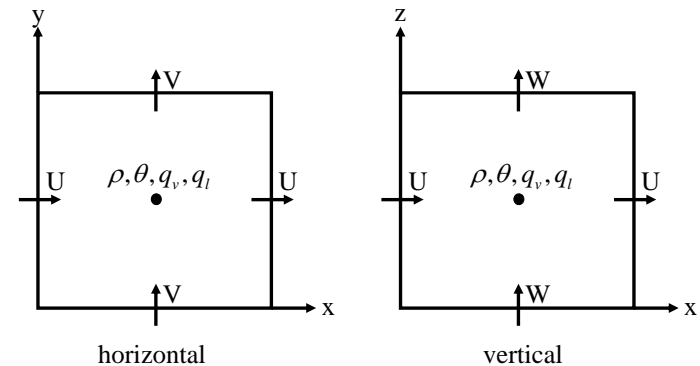 y
V
U
ρ, θ, q_v, q_l
U
V
x
horizontal
z
W
U
ρ, θ, q_v, q_l
U
W
x
vertical